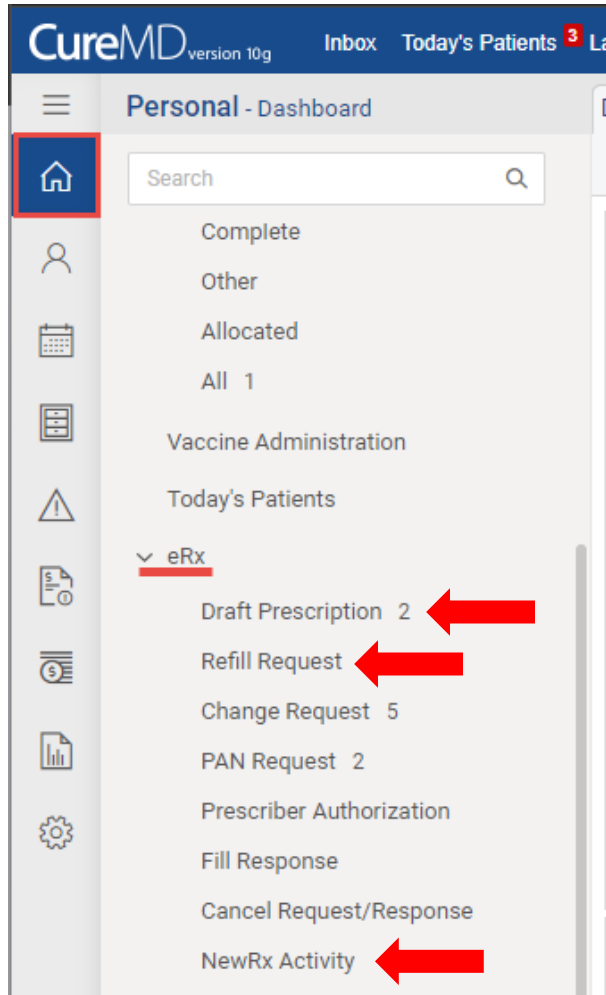 CureMD version 10g Inbox Today's Patients 3
Personal - Dashboard
Search
Complete
Other
Allocated
All 1
Vaccine Administration
Today's Patients
eRx
Draft Prescription 2
Refill Request
Change Request 5
PAN Request 2
Prescriber Authorization
Fill Response
Cancel Request/Response
NewRx Activity